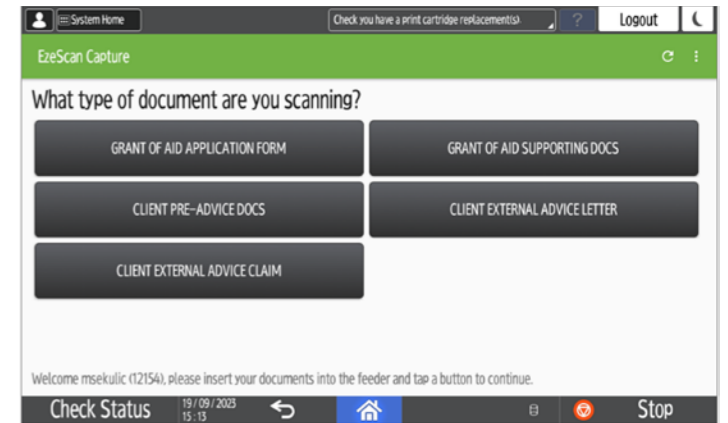 System Home
Check you have a print cartridge replacement(s).
?
Logout
EzeScan Capture
What type of document are you scanning?
GRANT OF AID APPLICATION FORM
GRANT OF AID SUPPORTING DOCS
CLIENT PRE-ADVICE DOCS
CLIENT EXTERNAL ADVICE LETTER
CLIENT EXTERNAL ADVICE CLAIM
Welcome msekulic (12154), please insert your documents into the feeder and tap a button to continue.
Check Status
19/09/2023
15:13
Stop